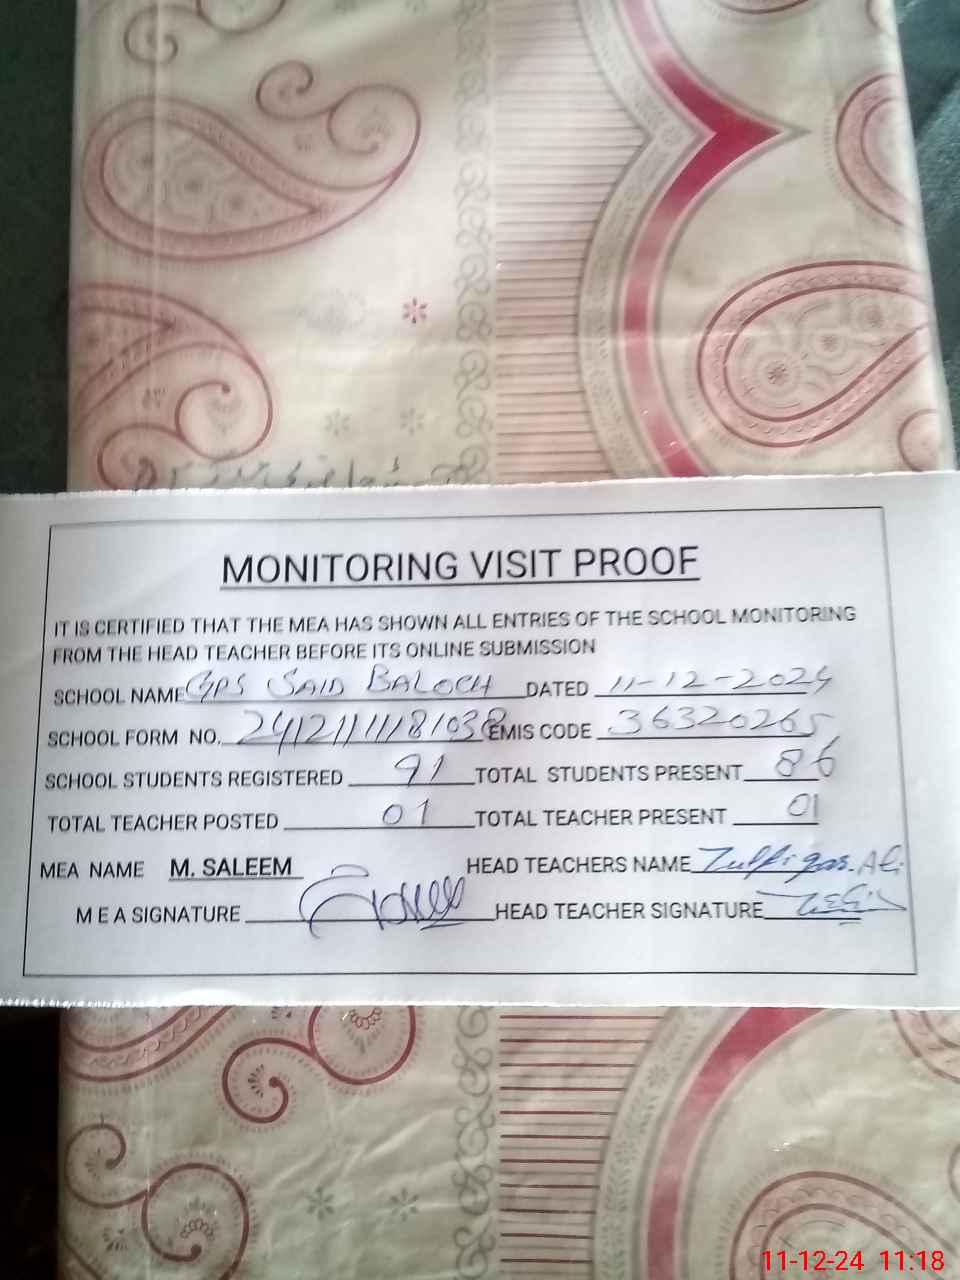 MONITORING VISIT PROOF
IT IS CERTIFIED THAT THE MEA HAS SHOWN ALL ENTRIES OF THE SCHOOL MONITORING
FROM THE HEAD TEACHER BEFORE ITS ONLINE SUBMISSION
SCHOOL NAME GPS SAID BALOCH DATED 11-12-2024
SCHOOL FORM NO. EMIS CODE 36320265
SCHOOL STUDENTS REGISTERED 91 TOTAL STUDENTS PRESENT 86
TOTAL TEACHER POSTED 01 TOTAL TEACHER PRESENT 01
MEA NAME M. SALEEM HEAD TEACHERS NAME Zulfiqar. Ali
M E A SIGNATURE HEAD TEACHER SIGNATURE
11-12-24 11:18